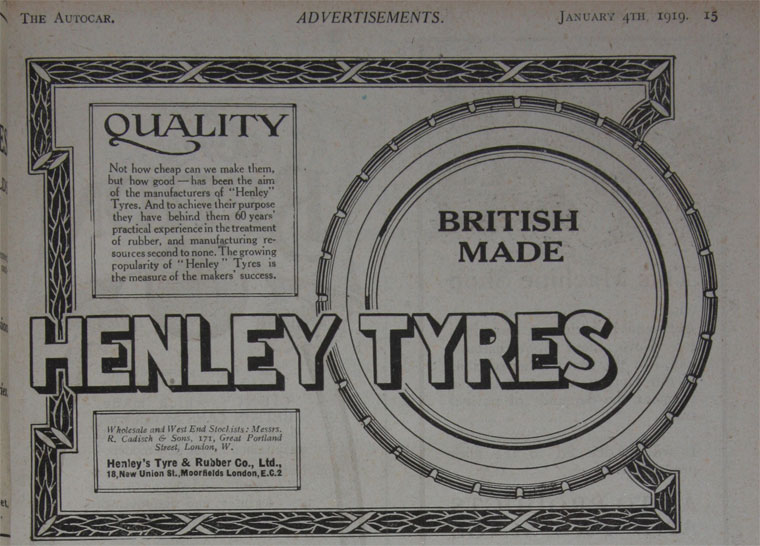 THE AUTOCAR. ADVERTISEMENTS. JANUARY 4TH, 1919. 15
QUALITY
Not how cheap can we make them,
but how good — has been the aim
of the manufacturers of "Henley"
Tyres. And to achieve their purpose
they have behind them 60 years'
practical experience in the treatment
of rubber, and manufacturing re-
sources second to none. The growing
popularity of "Henley" Tyres is
the measure of the makers' success.
BRITISH
MADE
HENLEY TYRES
Wholesale and West End Stockists: Messrs.
R. Cadisch & Sons, 171, Great Portland
Street, London, W.
Henley's Tyre & Rubber Co., Ltd.,
18, New Union St., Moorfields London, E.C.2